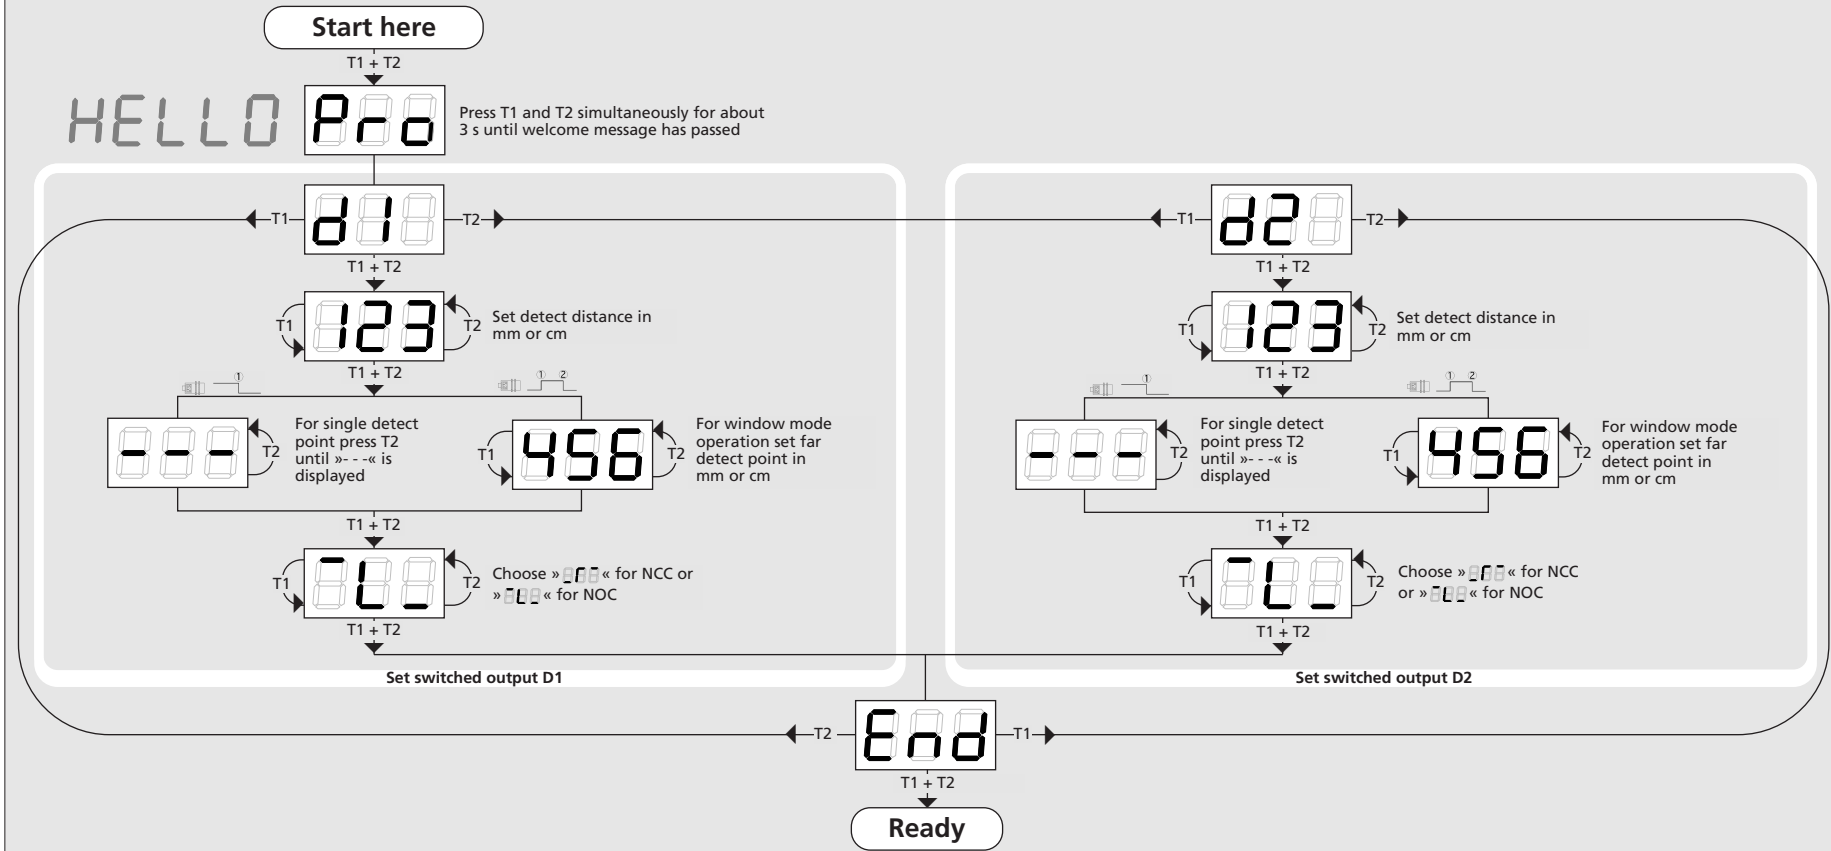 Start here
T1 + T2
HELLO
Pro
Press T1 and T2 simultaneously for about
3 s until welcome message has passed
T1
d1
T2
T1 + T2
T1
123
T2
Set detect distance in
mm or cm
T1 + T2
①
① ②
- - -
T2
For single detect
point press T2
until »- - -« is
displayed
T1
456
T2
For window mode
operation set far
detect point in
mm or cm
T1 + T2
T1
T2
Choose » « for NCC or
» « for NOC
T1 + T2
Set switched output D1
T1
d2
T2
T1 + T2
T1
123
T2
Set detect distance in
mm or cm
T1 + T2
①
① ②
- - -
T2
For single detect
point press T2
until »- - -« is
displayed
T1
456
T2
For window mode
operation set far
detect point in
mm or cm
T1 + T2
T1
T2
Choose » « for NCC
or » « for NOC
T1 + T2
Set switched output D2
T2
End
T1
T1 + T2
Ready